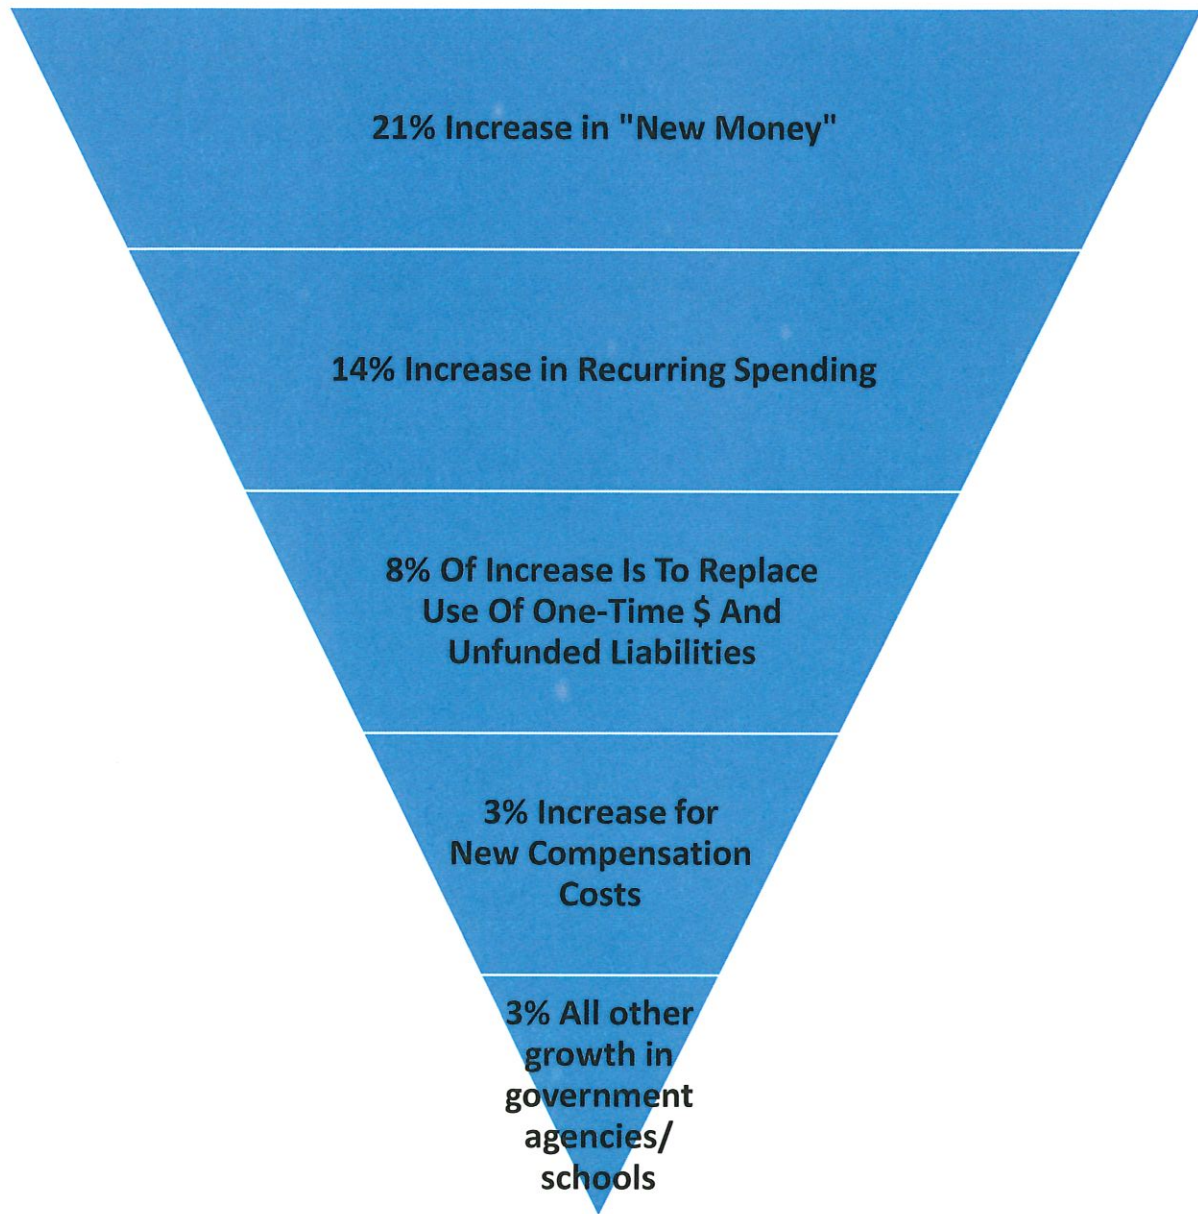 21% Increase in "New Money"
14% Increase in Recurring Spending
8% Of Increase Is To Replace
Use Of One-Time $ And
Unfunded Liabilities
3% Increase for
New Compensation
Costs
3% All other
growth in
government
agencies/
schools